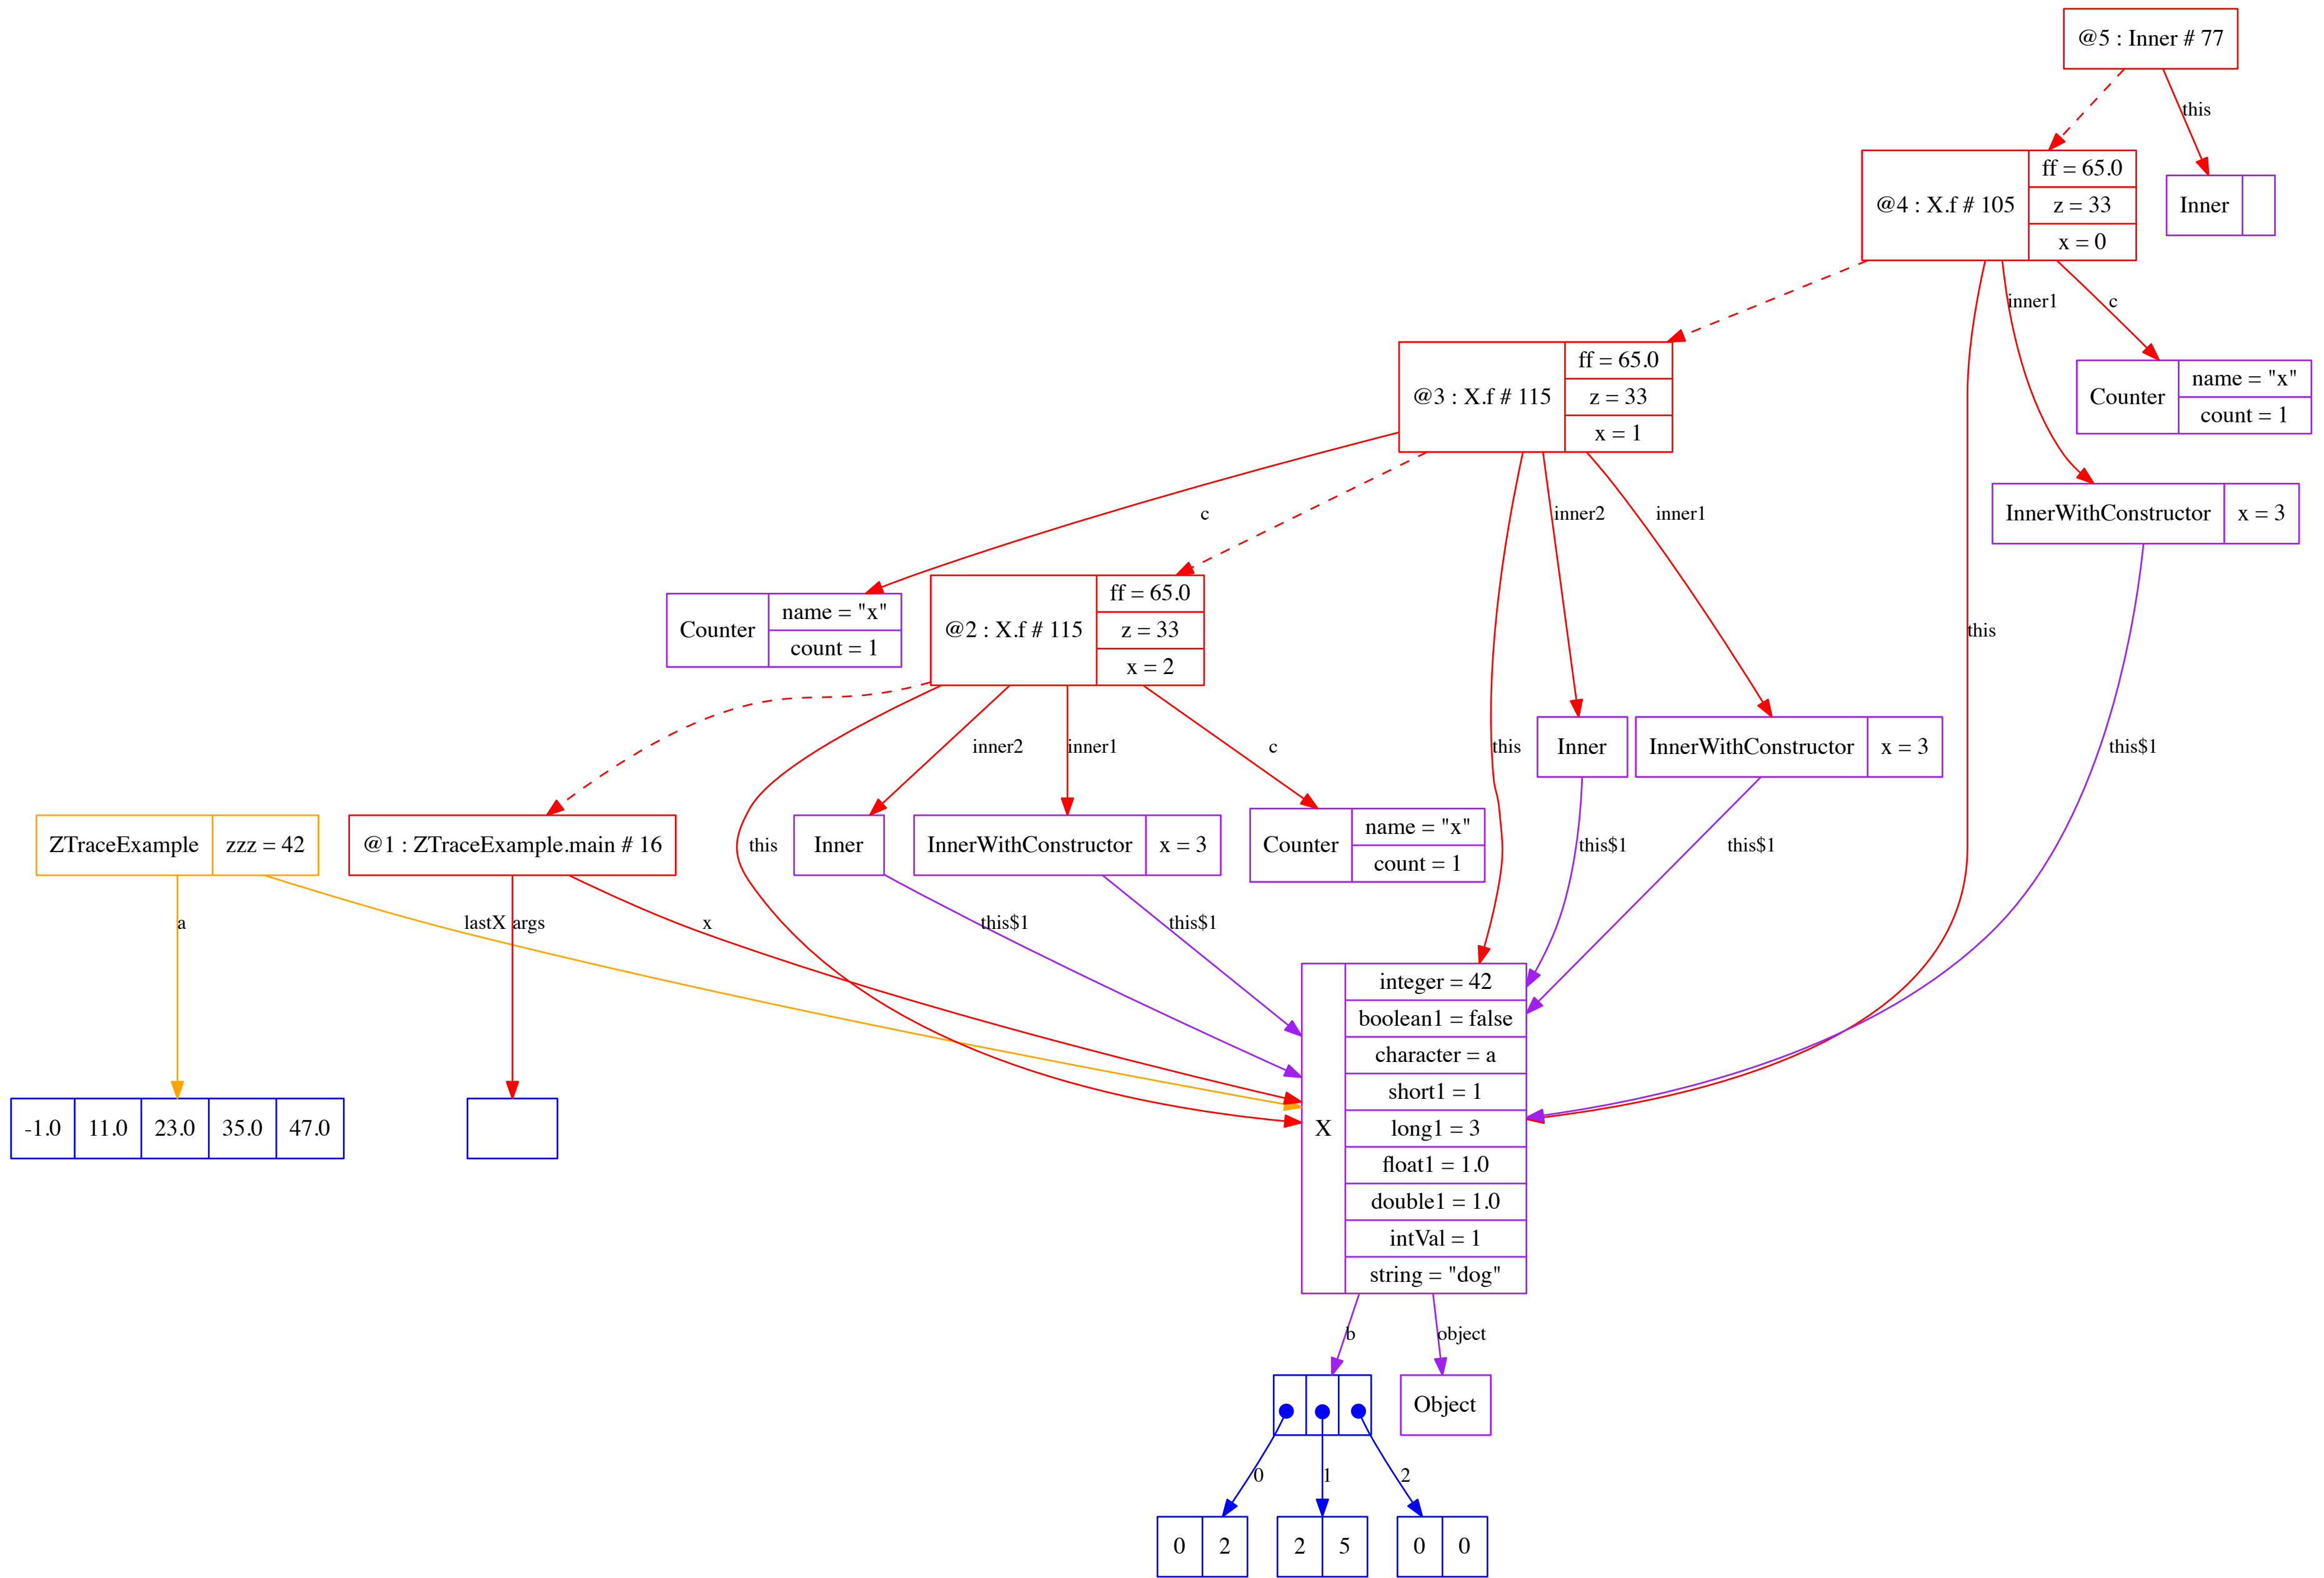 @5 : Inner # 77
this
@4 : X.f # 105
ff = 65.0
z = 33
x = 0
Inner
inner1
c
@3 : X.f # 115
ff = 65.0
z = 33
x = 1
Counter
name = "x"
count = 1
c
inner2
inner1
InnerWithConstructor
x = 3
Counter
name = "x"
count = 1
@2 : X.f # 115
ff = 65.0
z = 33
x = 2
this
this
inner2
inner1
c
this
Inner
InnerWithConstructor
x = 3
this$1
ZTraceExample
zzz = 42
@1 : ZTraceExample.main # 16
this
Inner
InnerWithConstructor
x = 3
Counter
name = "x"
count = 1
this$1
this$1
a
lastX
args
x
this$1
this$1
-1.0
11.0
23.0
35.0
47.0
X
integer = 42
boolean1 = false
character = a
short1 = 1
long1 = 3
float1 = 1.0
double1 = 1.0
intVal = 1
string = "dog"
b
object
Object
0
1
2
0
2
2
5
0
0